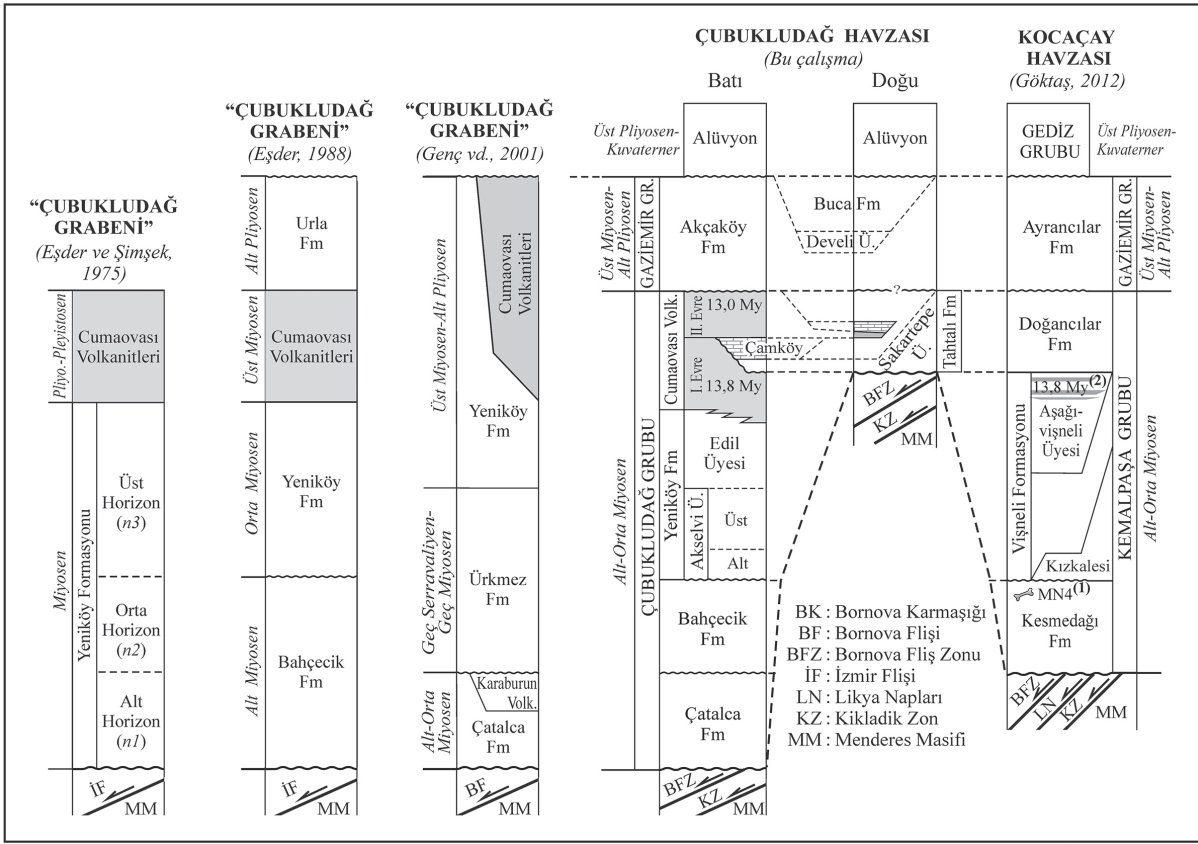 “ÇUBUKLUDAĞ
GRABENİ”
(Eşder ve Şimşek,
1975)
Pliyo.-Pleyistosen
Cumaovası
Volkanitleri
Miyosen
Yeniköy Formasyonu
Üst
Horizon
(n3)
Orta
Horizon
(n2)
Alt
Horizon
(n1)
İF
MM
“ÇUBUKLUDAĞ
GRABENİ”
(Eşder, 1988)
Alt Pliyosen
Urla
Fm
Üst Miyosen
Cumaovası
Volkanitleri
Orta Miyosen
Yeniköy
Fm
Alt Miyosen
Bahçecik
Fm
İF
MM
“ÇUBUKLUDAĞ
GRABENİ”
(Genç vd., 2001)
Üst Miyosen-Alt Pliyosen
Cumaovası
Volkanitleri
Yeniköy
Fm
Geç Serravaliyen-
Geç Miyosen
Ürkmez
Fm
Alt-Orta
Miyosen
Karaburun
Volk.
Çatalca
Fm
BF
MM
ÇUBUKLUDAĞ HAVZASI
(Bu çalışma)
Batı
Doğu
Üst Pliyosen-
Kuvaterner
Alüvyon
Alüvyon
Üst Miyosen-
Alt Pliyosen
GAZİEMİR GR.
Akçaköy
Fm
Buca Fm
Develi Ü.
?
Alt-Orta Miyosen
ÇUBUKLUDAĞ GRUBU
Cumaovası Volk.
II. Evre
13,0 My
Çamköy
I. Evre
13,8 My
Sakartepe
Ü.
Tahtalı Fm
BFZ
KZ
MM
Yeniköy Fm
Edil
Üyesi
Akselvi Ü.
Üst
Alt
Bahçecik
Fm
Çatalca
Fm
BFZ
KZ
MM
KOCAÇAY
HAVZASI
(Göktaş, 2012)
GEDİZ
GRUBU
Üst Pliyosen-
Kuvaterner
Ayrancılar
Fm
GAZİEMİR GR.
Üst Miyosen-
Alt Pliyosen
Doğancılar
Fm
Vişneli Formasyonu
13,8 My(2)
Aşağı-
vişneli
Üyesi
Kızkalesi
KEMALPAŞA GRUBU
Alt-Orta Miyosen
MN4(1)
Kesmedağı
Fm
BFZ
LN
KZ
MM
BK : Bornova Karmaşığı
BF : Bornova Flişi
BFZ : Bornova Fliş Zonu
İF : İzmir Flişi
LN : Likya Napları
KZ : Kikladik Zon
MM : Menderes Masifi